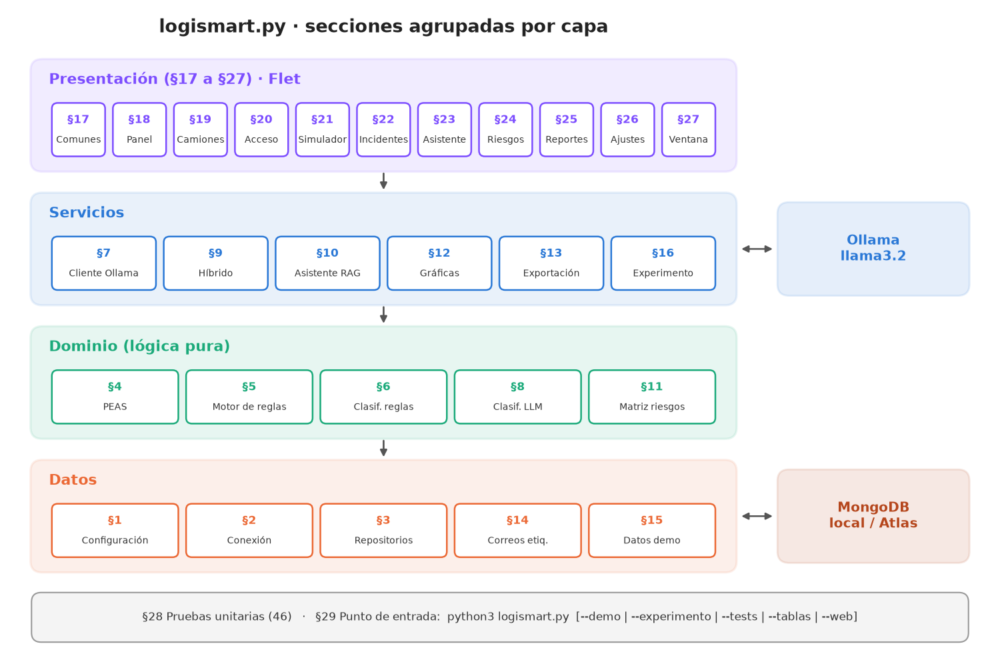 logismart.py · secciones agrupadas por capa
Presentación (§17 a §27) · Flet
§17
Comunes
§18
Panel
§19
Camiones
§20
Acceso
§21
Simulador
§22
Incidentes
§23
Asistente
§24
Riesgos
§25
Reportes
§26
Ajustes
§27
Ventana
Servicios
§7
Cliente Ollama
§9
Híbrido
§10
Asistente RAG
§12
Gráficas
§13
Exportación
§16
Experimento
Ollama
llama3.2
Dominio (lógica pura)
§4
PEAS
§5
Motor de reglas
§6
Clasif. reglas
§8
Clasif. LLM
§11
Matriz riesgos
Datos
§1
Configuración
§2
Conexión
§3
Repositorios
§14
Correos etiq.
§15
Datos demo
MongoDB
local / Atlas
§28 Pruebas unitarias (46) · §29 Punto de entrada: python3 logismart.py [--demo | --experimento | --tests | --tablas | --web]